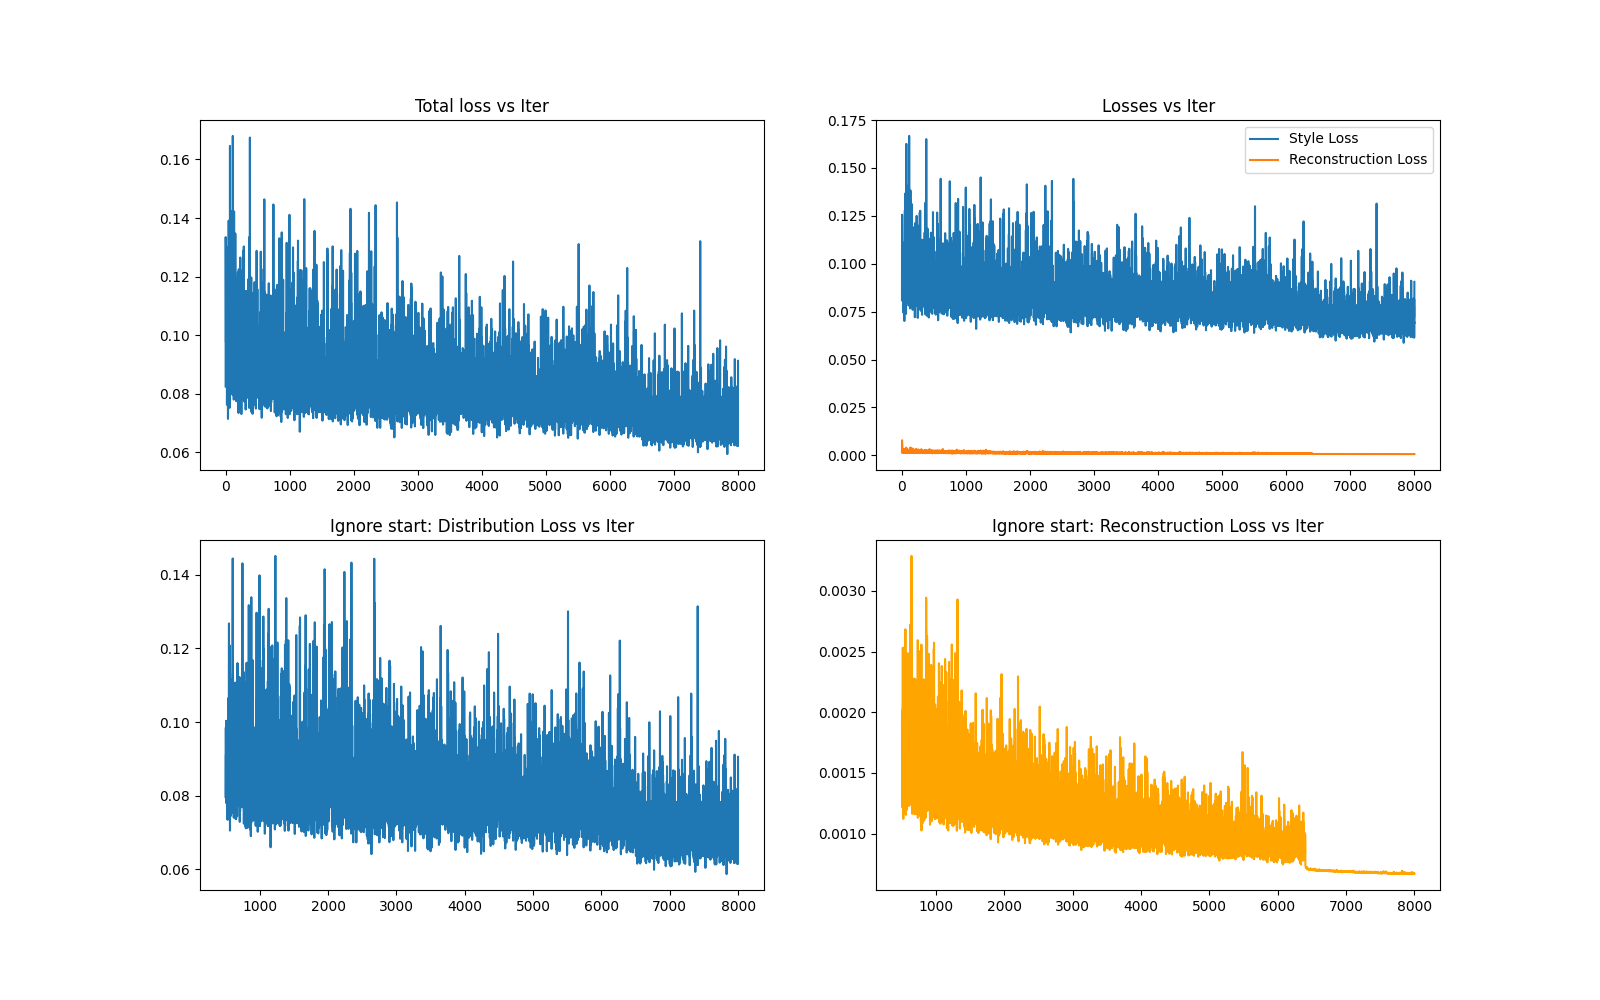 Total loss vs Iter
0.16
0.14
0.12
0.10
0.08
0.06
0 1000 2000 3000 4000 5000 6000 7000 8000
Losses vs Iter
0.175
0.150
0.125
0.100
0.075
0.050
0.025
0.000
Style Loss
Reconstruction Loss
0 1000 2000 3000 4000 5000 6000 7000 8000
Ignore start: Distribution Loss vs Iter
0.14
0.12
0.10
0.08
0.06
1000 2000 3000 4000 5000 6000 7000 8000
Ignore start: Reconstruction Loss vs Iter
0.0030
0.0025
0.0020
0.0015
0.0010
1000 2000 3000 4000 5000 6000 7000 8000